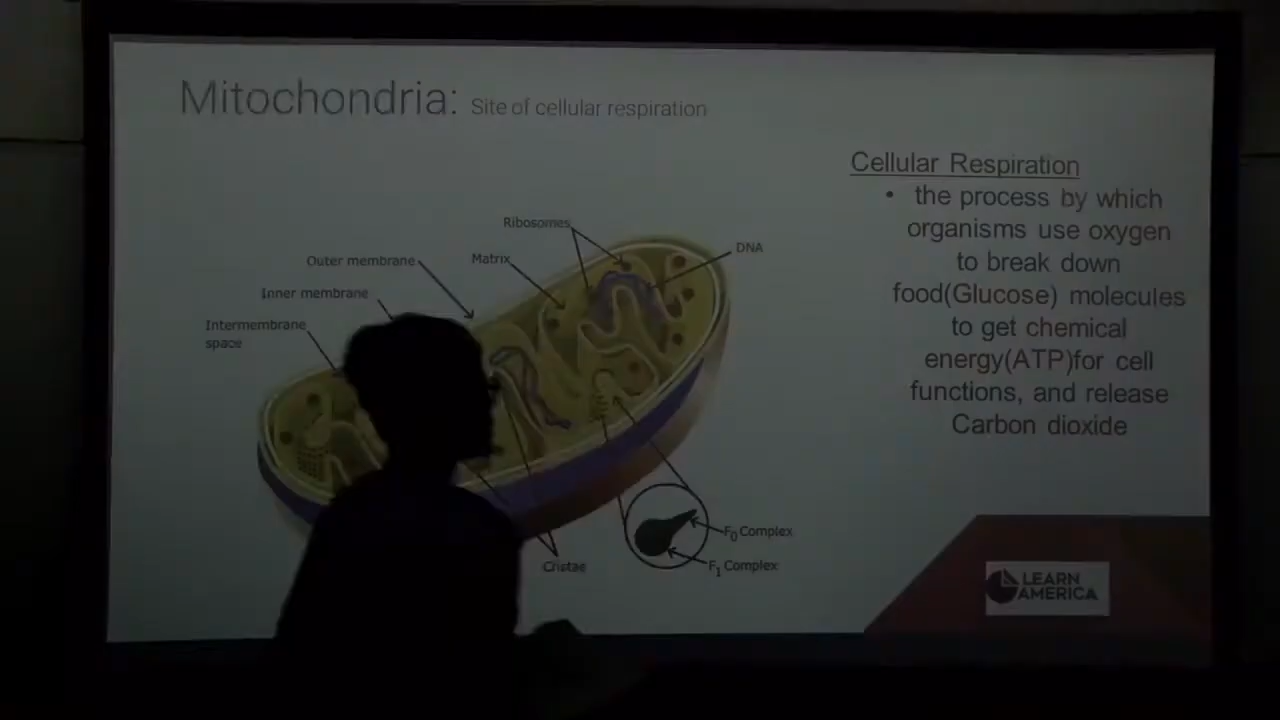 Mitochondria: Site of cellular respiration
Cellular Respiration
• the process by which
organisms use oxygen
to break down
food(Glucose) molecules
to get chemical
energy(ATP)for cell
functions, and release
Carbon dioxide
Ribosomes
DNA
Matrix
Outer membrane
Inner membrane
Intermembrane
space
F0 Complex
F1 Complex
Cristae
LEARN
AMERICA